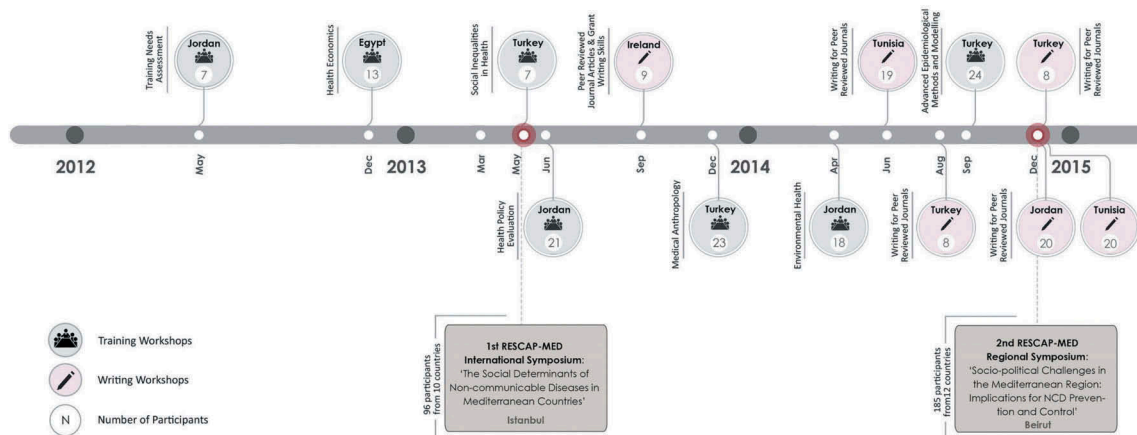 Training Needs
Assessment
Jordan
7
Health Economics
Egypt
13
Social Inequalities
in Health
Turkey
7
Peer Reviewed
Journal Articles & Grant
Writing Skills
Ireland
9
Writing for Peer
Reviewed Journals
Tunisia
19
Advanced Epidemiological
Methods and Modelling
Turkey
24
Turkey
8
Writing for Peer
Reviewed Journals
2012
May
Dec
2013
Mar
May
Jun
Sep
Dec
2014
Apr
Jun
Aug
Sep
Dec
2015
Health Policy
Evaluation
Jordan
21
Medical Anthropology
Turkey
23
Environmental Health
Jordan
18
Writing for Peer
Reviewed Journals
Turkey
8
Writing for Peer
Reviewed Journals
Jordan
20
Tunisia
20
Training Workshops
Writing Workshops
N
Number of Participants
96 participants
from 10 countries
1st RESCAP-MED
International Symposium:
‘The Social Determinants of
Non-communicable Diseases in
Mediterranean Countries’
Istanbul
185 participants
from12 countries
2nd RESCAP-MED
Regional Symposium:
‘Socio-political Challenges in
the Mediterranean Region:
Implications for NCD Preven-
tion and Control’
Beirut